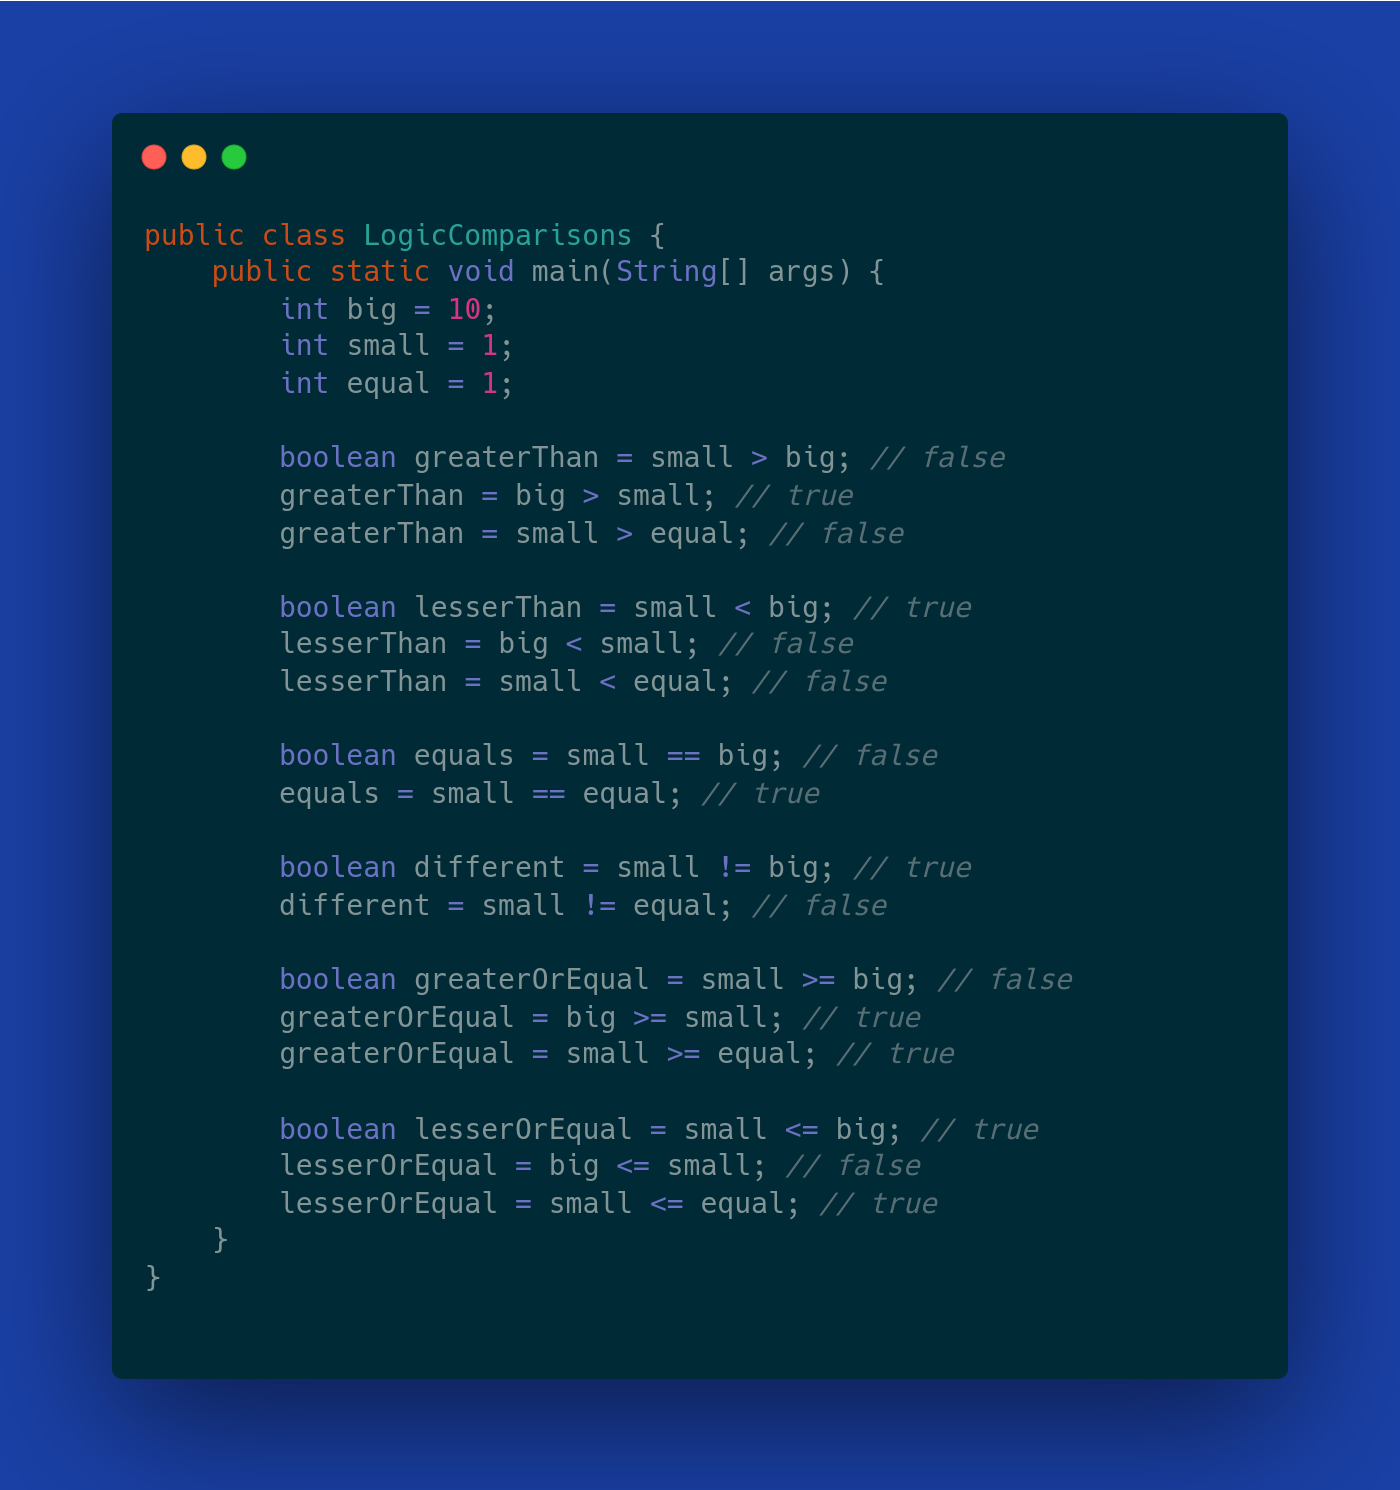 public class LogicComparisons {
    public static void main(String[] args) {
        int big = 10;
        int small = 1;
        int equal = 1;

        boolean greaterThan = small > big; // false
        greaterThan = big > small; // true
        greaterThan = small > equal; // false

        boolean lesserThan = small < big; // true
        lesserThan = big < small; // false
        lesserThan = small < equal; // false

        boolean equals = small == big; // false
        equals = small == equal; // true

        boolean different = small != big; // true
        different = small != equal; // false

        boolean greaterOrEqual = small >= big; // false
        greaterOrEqual = big >= small; // true
        greaterOrEqual = small >= equal; // true

        boolean lesserOrEqual = small <= big; // true
        lesserOrEqual = big <= small; // false
        lesserOrEqual = small <= equal; // true
    }
}